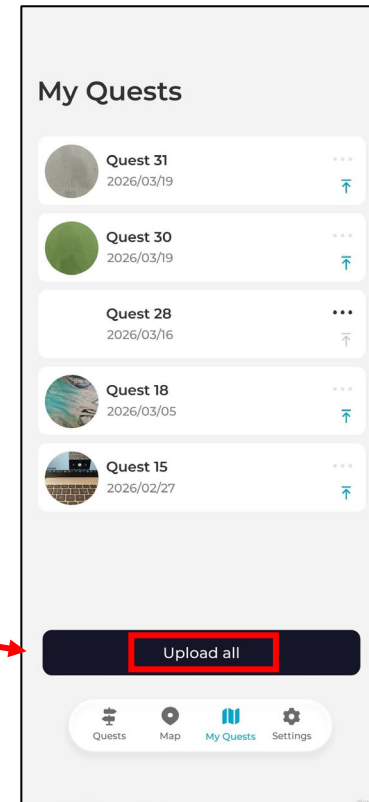 My Quests
Quest 31
2026/03/19
Quest 30
2026/03/19
Quest 28
2026/03/16
Quest 18
2026/03/05
Quest 15
2026/02/27
Upload all
Quests Map My Quests Settings